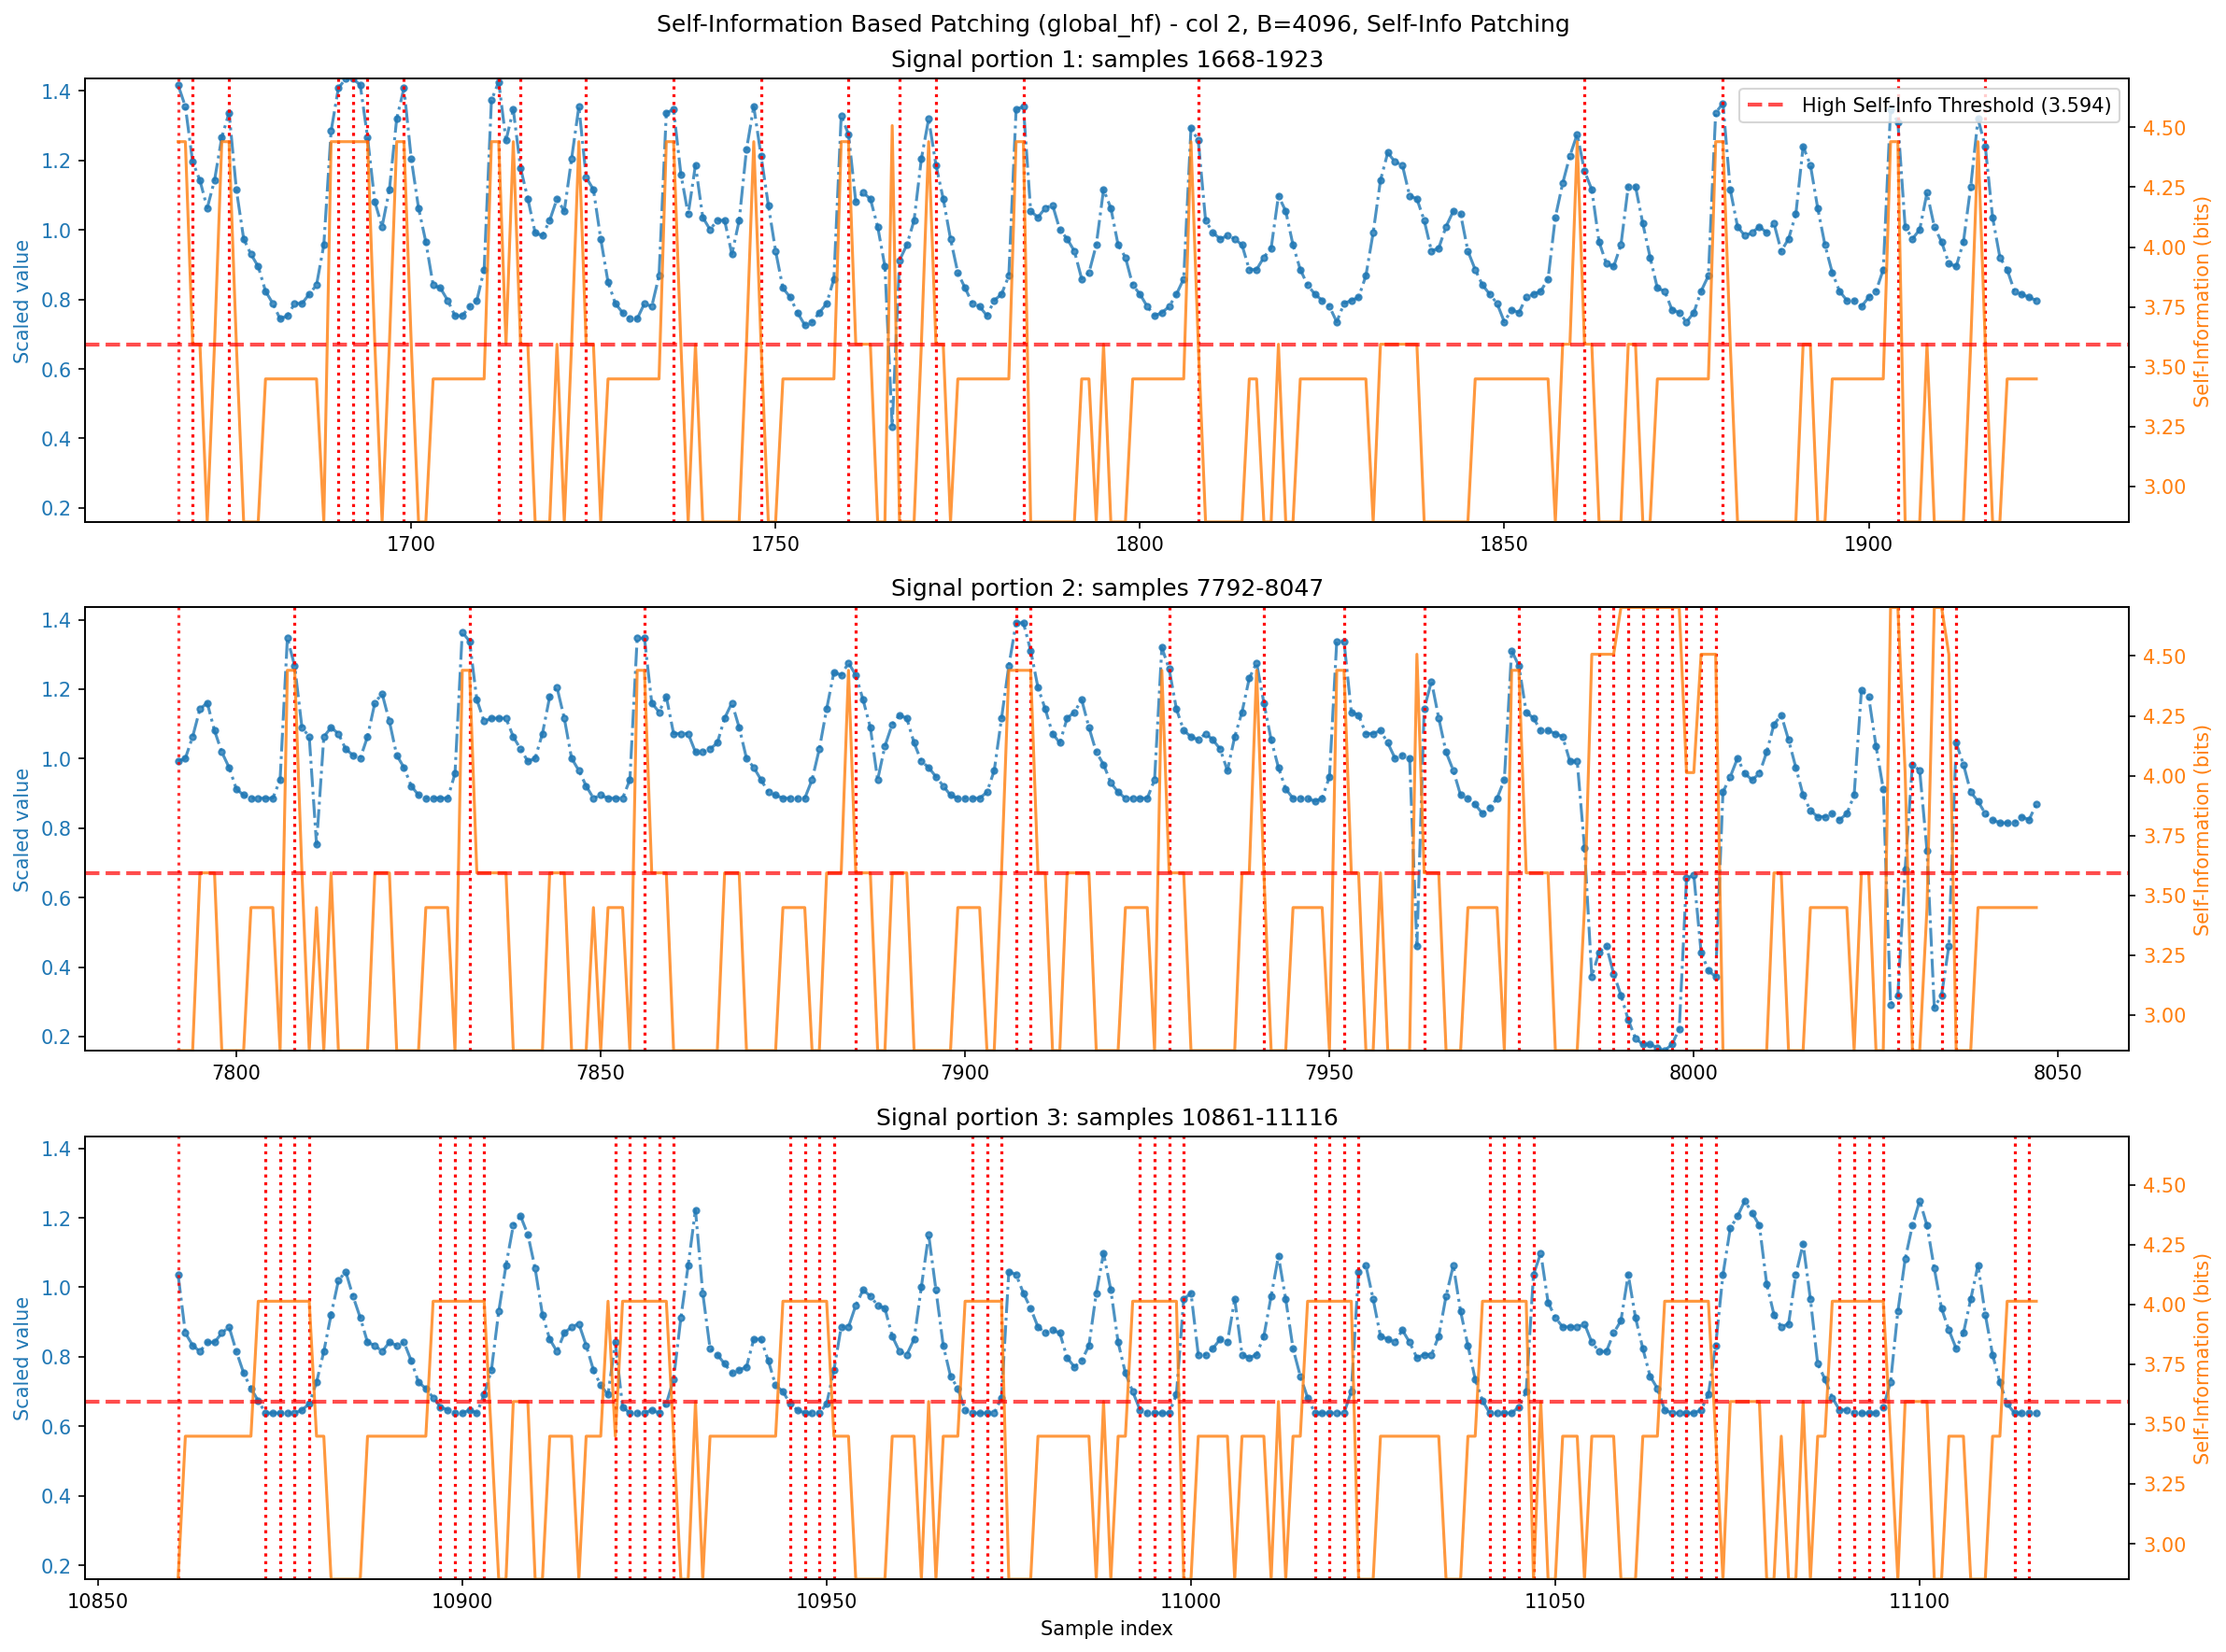 Self-Information Based Patching (global_hf) - col 2, B=4096, Self-Info Patching
Signal portion 1: samples 1668-1923
High Self-Info Threshold (3.594)
Scaled value
1.4
1.2
1.0
0.8
0.6
0.4
0.2
4.50
4.25
4.00
3.75
3.50
3.25
3.00
Self-Information (bits)
1700 1750 1800 1850 1900
Signal portion 2: samples 7792-8047
Scaled value
1.4
1.2
1.0
0.8
0.6
0.4
0.2
4.50
4.25
4.00
3.75
3.50
3.25
3.00
Self-Information (bits)
7800 7850 7900 7950 8000 8050
Signal portion 3: samples 10861-11116
Scaled value
1.4
1.2
1.0
0.8
0.6
0.4
0.2
4.50
4.25
4.00
3.75
3.50
3.25
3.00
Self-Information (bits)
10850 10900 10950 11000 11050 11100
Sample index